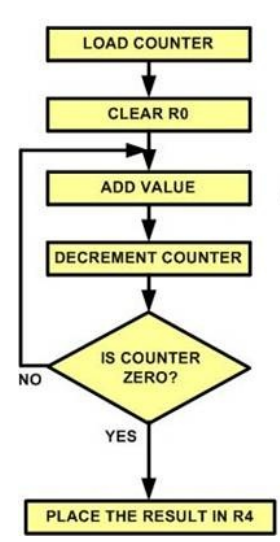 LOAD COUNTER
CLEAR R0
ADD VALUE
DECREMENT COUNTER
IS COUNTER
ZERO?
NO
YES
PLACE THE RESULT IN R4